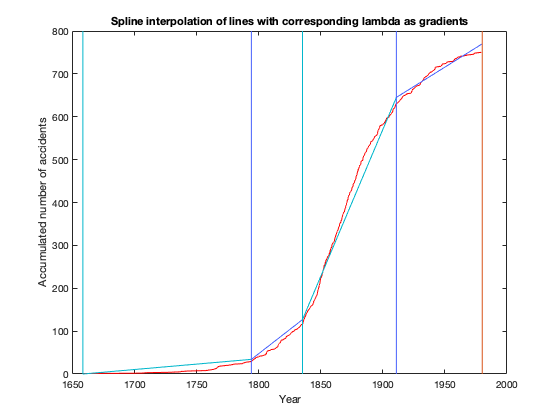 Spline interpolation of lines with corresponding lambda as gradients
800
700
600
500
400
300
200
100
0
Accumulated number of accidents
1650 1700 1750 1800 1850 1900 1950 2000
Year